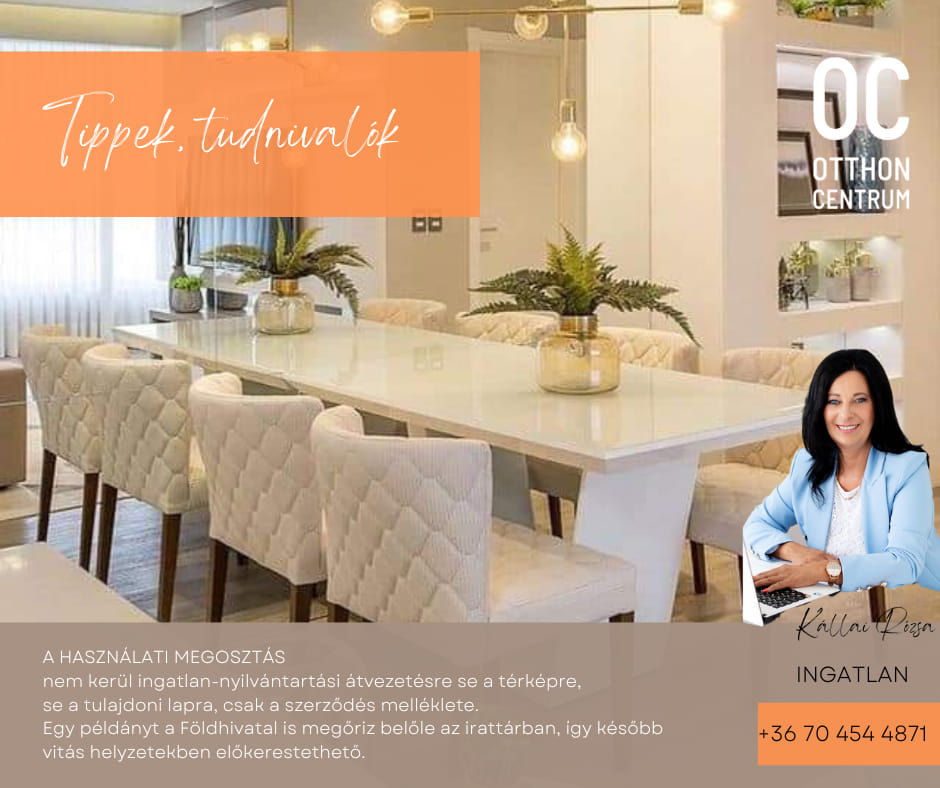 Tippek, tudnivalók
OC
OTTHON
CENTRUM
A HASZNÁLATI MEGOSZTÁS
nem kerül ingatlan-nyilvántartási átvezetésre se a térképre,
se a tulajdoni lapra, csak a szerződés melléklete.
Egy példányt a Földhivatal is megőriz belőle az irattárban, így később
vitás helyzetekben előkerestethető.
Kállai Rózsa
INGATLAN
+36 70 454 4871